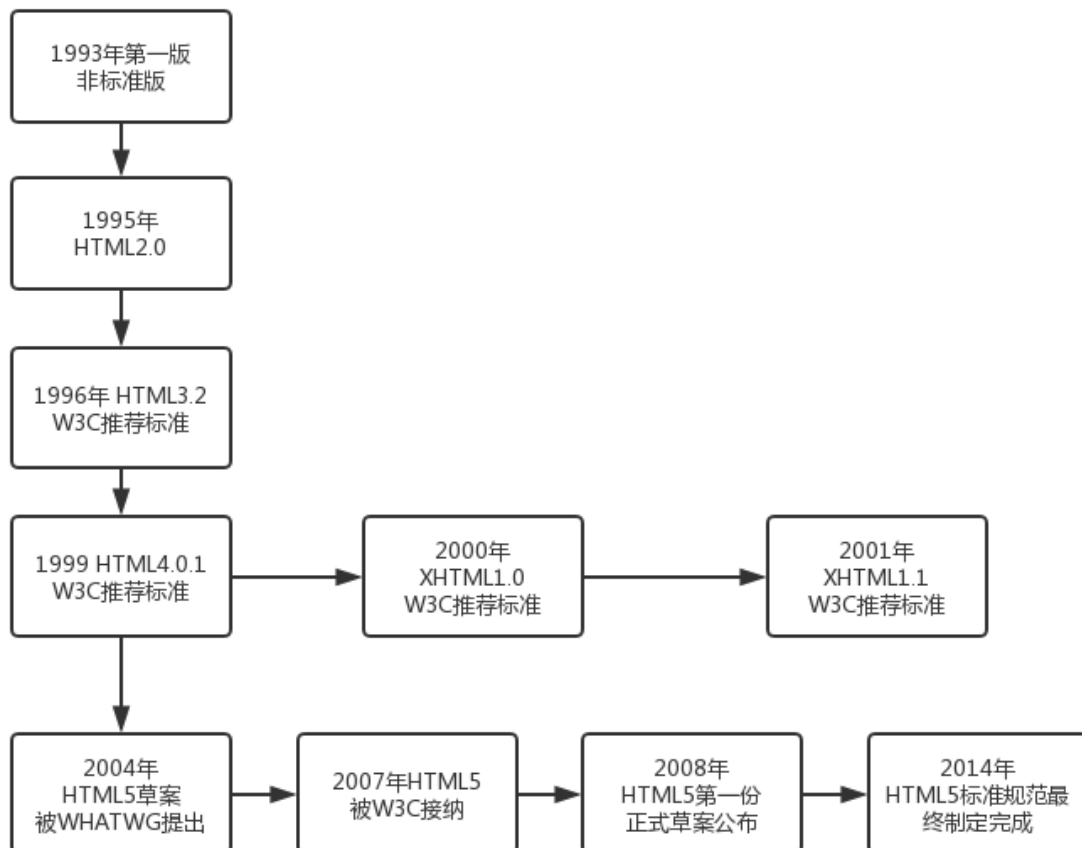 1993年第一版
非标准版
1995年
HTML2.0
1996年 HTML3.2
W3C推荐标准
1999 HTML4.0.1
W3C推荐标准
2000年
XHTML1.0
W3C推荐标准
2001年
XHTML1.1
W3C推荐标准
2004年
HTML5草案
被WHATWG提出
2007年HTML5
被W3C接纳
2008年
HTML5第一份
正式草案公布
2014年
HTML5标准规范最
终制定完成